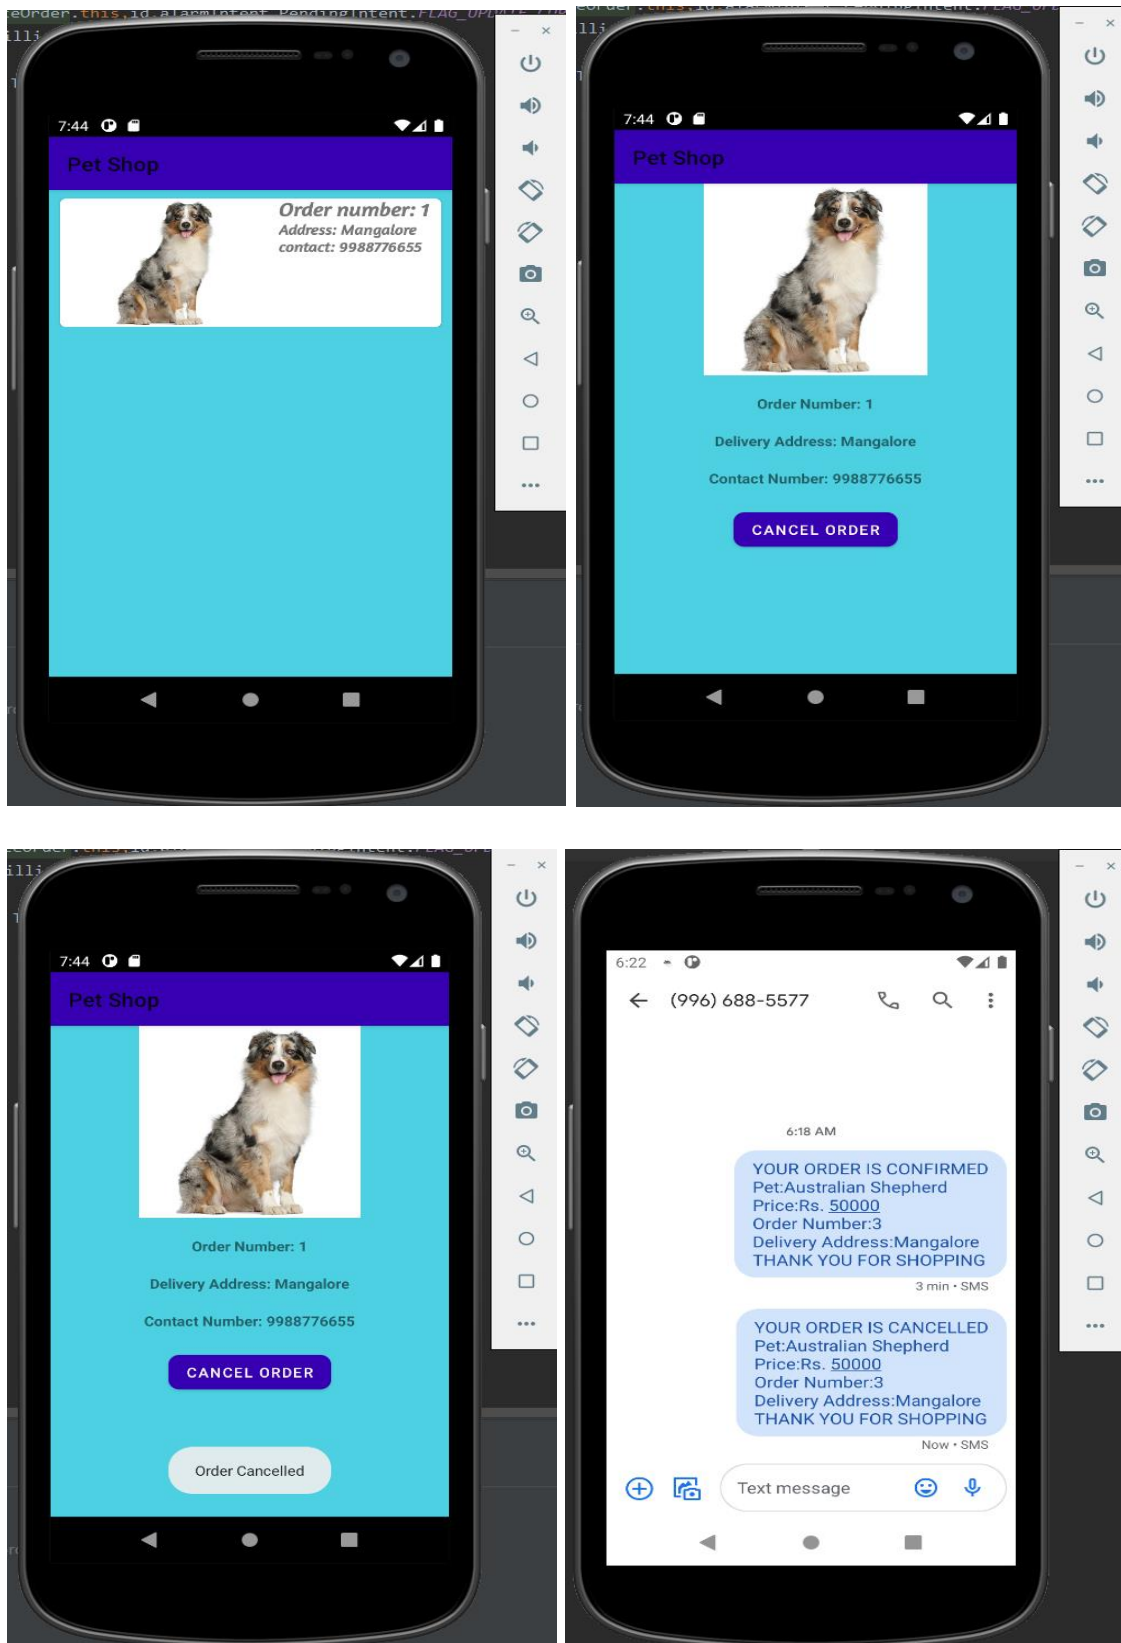 7:44
Pet Shop
Order number: 1
Address: Mangalore
contact: 9988776655
7:44
Pet Shop
Order Number: 1
Delivery Address: Mangalore
Contact Number: 9988776655
CANCEL ORDER
7:44
Pet Shop
Order Number: 1
Delivery Address: Mangalore
Contact Number: 9988776655
CANCEL ORDER
Order Cancelled
6:22
(996) 688-5577
6:18 AM
YOUR ORDER IS CONFIRMED
Pet:Australian Shepherd
Price:Rs. 50000
Order Number:3
Delivery Address:Mangalore
THANK YOU FOR SHOPPING
3 min • SMS
YOUR ORDER IS CANCELLED
Pet:Australian Shepherd
Price:Rs. 50000
Order Number:3
Delivery Address:Mangalore
THANK YOU FOR SHOPPING
Now • SMS
Text message